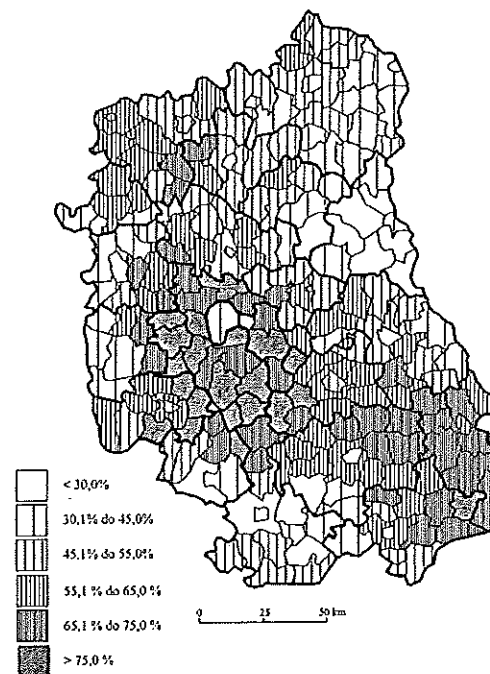 < 30,0%
30,1% do 45,0%
45,1% do 55,0%
55,1 % do 65,0 %
65,1 % do 75,0 %
> 75,0 %
0 25 50 km